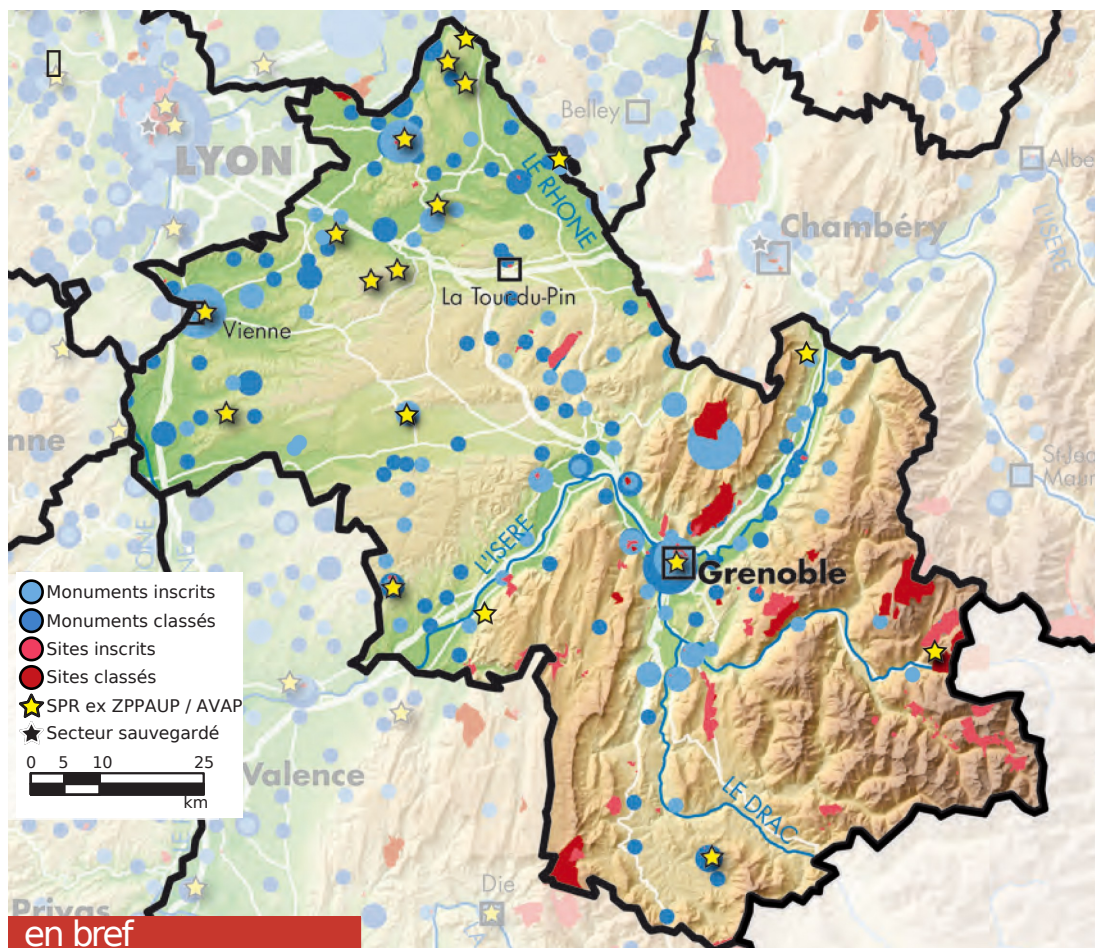 Belley
Albe
LYON
LE RHONE
Chambéry
L'ISERE
La Tour-du-Pin
Vienne
nne
St-Jea
Mauri
L'ISERE
Grenoble
Monuments inscrits
Monuments classés
Sites inscrits
Sites classés
SPR ex ZPPAUP / AVAP
Secteur sauvegardé
0 5 10 25
km
Valence
LE DRAC
Die
Privas
en bref